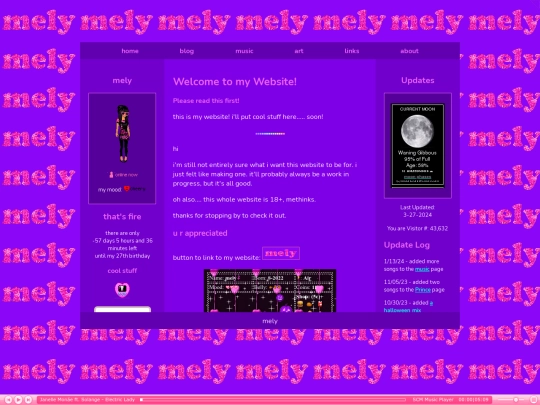 mely mely mely mely mely mely mely
home blog music art links about
mely
online now
my mood:
that's fire
there are only
-57 days 5 hours and 36
minutes left
until my 27th birthday
cool stuff
Welcome to my Website!
Please read this first!
this is my website! i'll put cool stuff here..... soon!
hi
i'm still not entirely sure what i want this website to be for. i
just felt like making one. it'll probably always be a work in
progress, but it's all good.
oh also.... this whole website is 18+, methinks.
thanks for stopping by to check it out.
u r appreciated
button to link to my website: mely
Updates
CURRENT MOON
Waning Gibbous
95% of Full
Last Updated:
3-27-2024
You are Visitor #: 43,632
Update Log
1/13/24 - added more
songs to the music page
11/05/23 - added two
songs to the Prince page
10/30/23 - added a
halloween mix
mely
mely mely mely mely mely mely mely
Janelle Monáe ft. Solange - Electric Lady
SCM Music Player